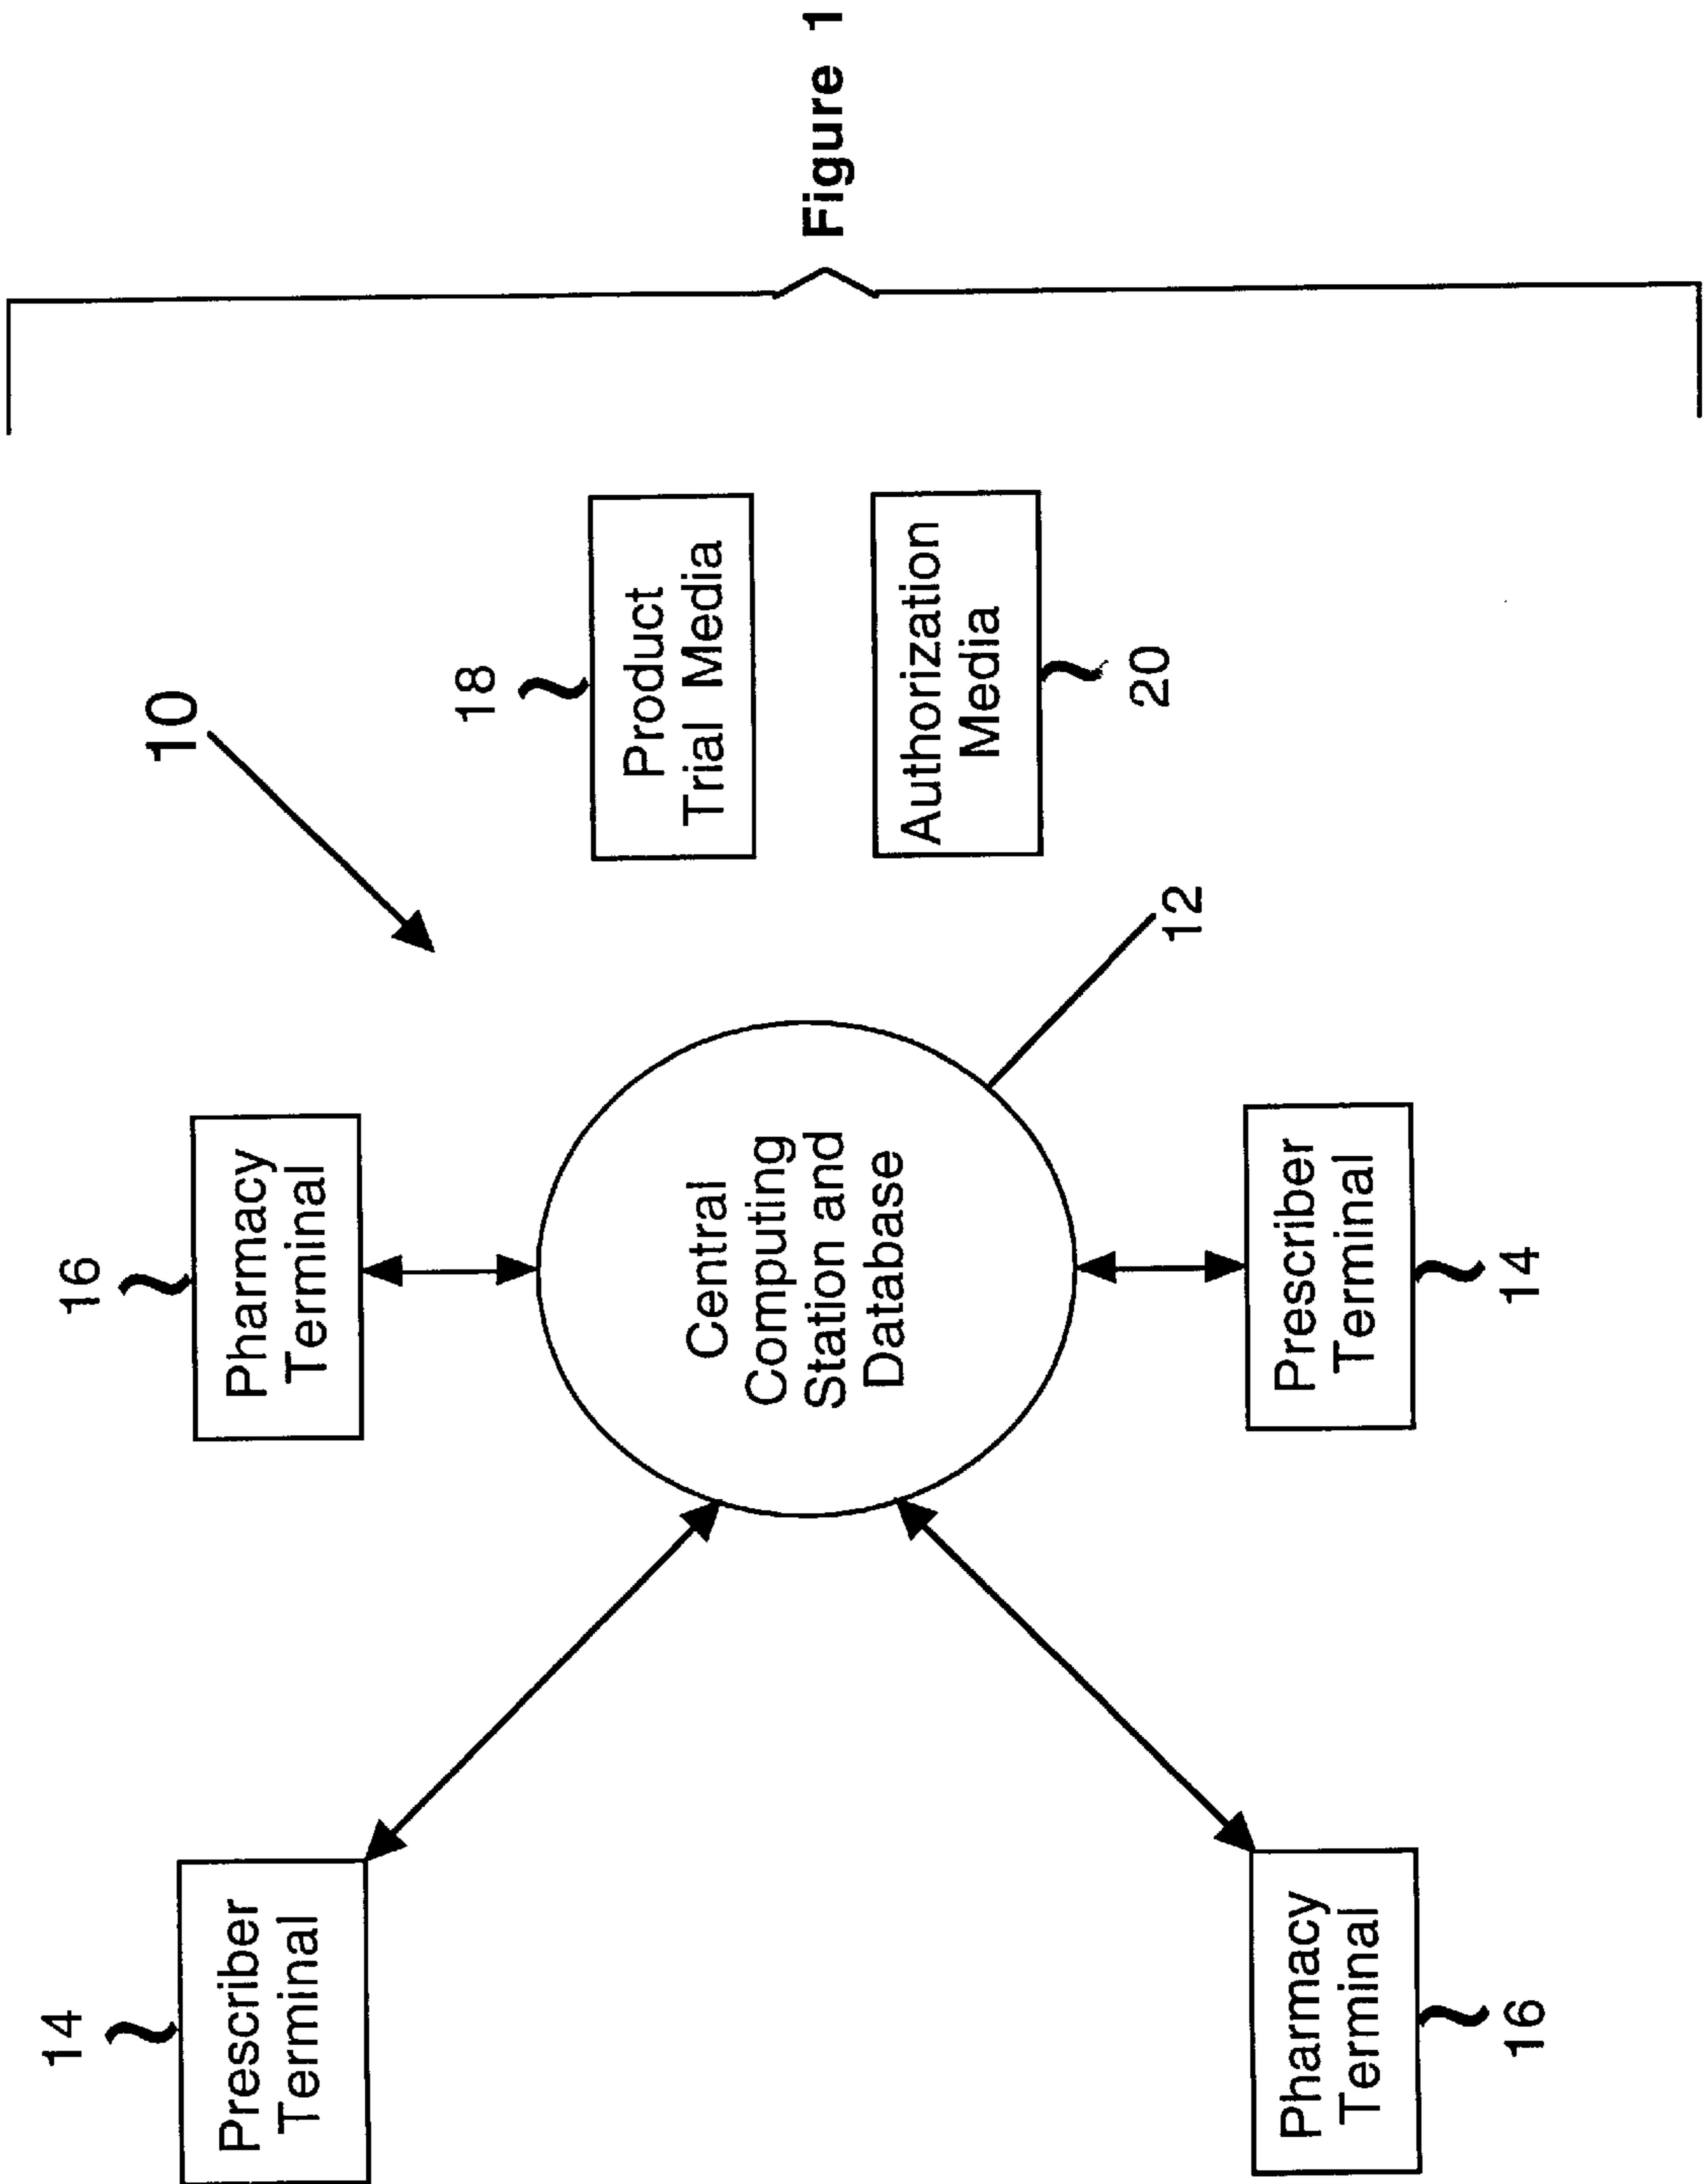 14
16
10
Prescriber
Terminal
Pharmacy
Terminal
18
Product
Trial Media
Central
Computing
Station and
Database
Authorization
Media
20
12
Pharmacy
Terminal
16
Prescriber
Terminal
14
Figure 1